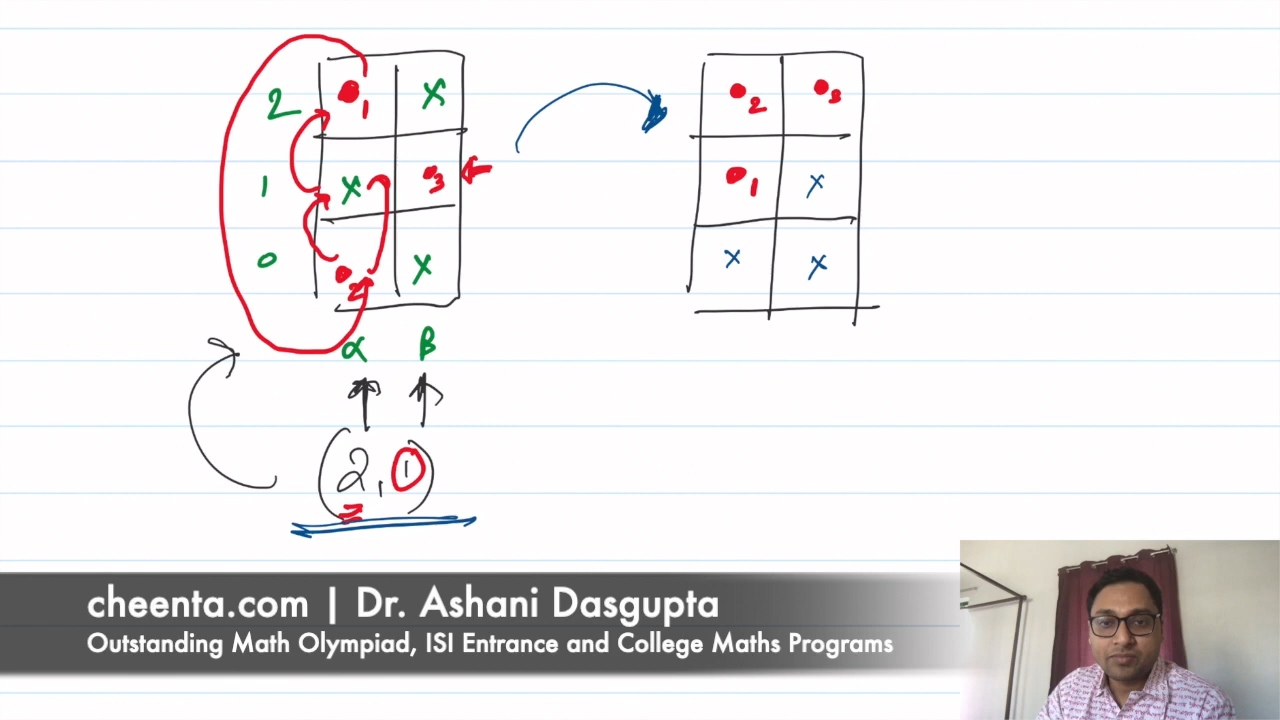 2 •1 x
1 x •3
0 •2 x
α β
(2, 1)
•2 •3
•1 x
x x
cheenta.com | Dr. Ashani Dasgupta
Outstanding Math Olympiad, ISI Entrance and College Maths Programs